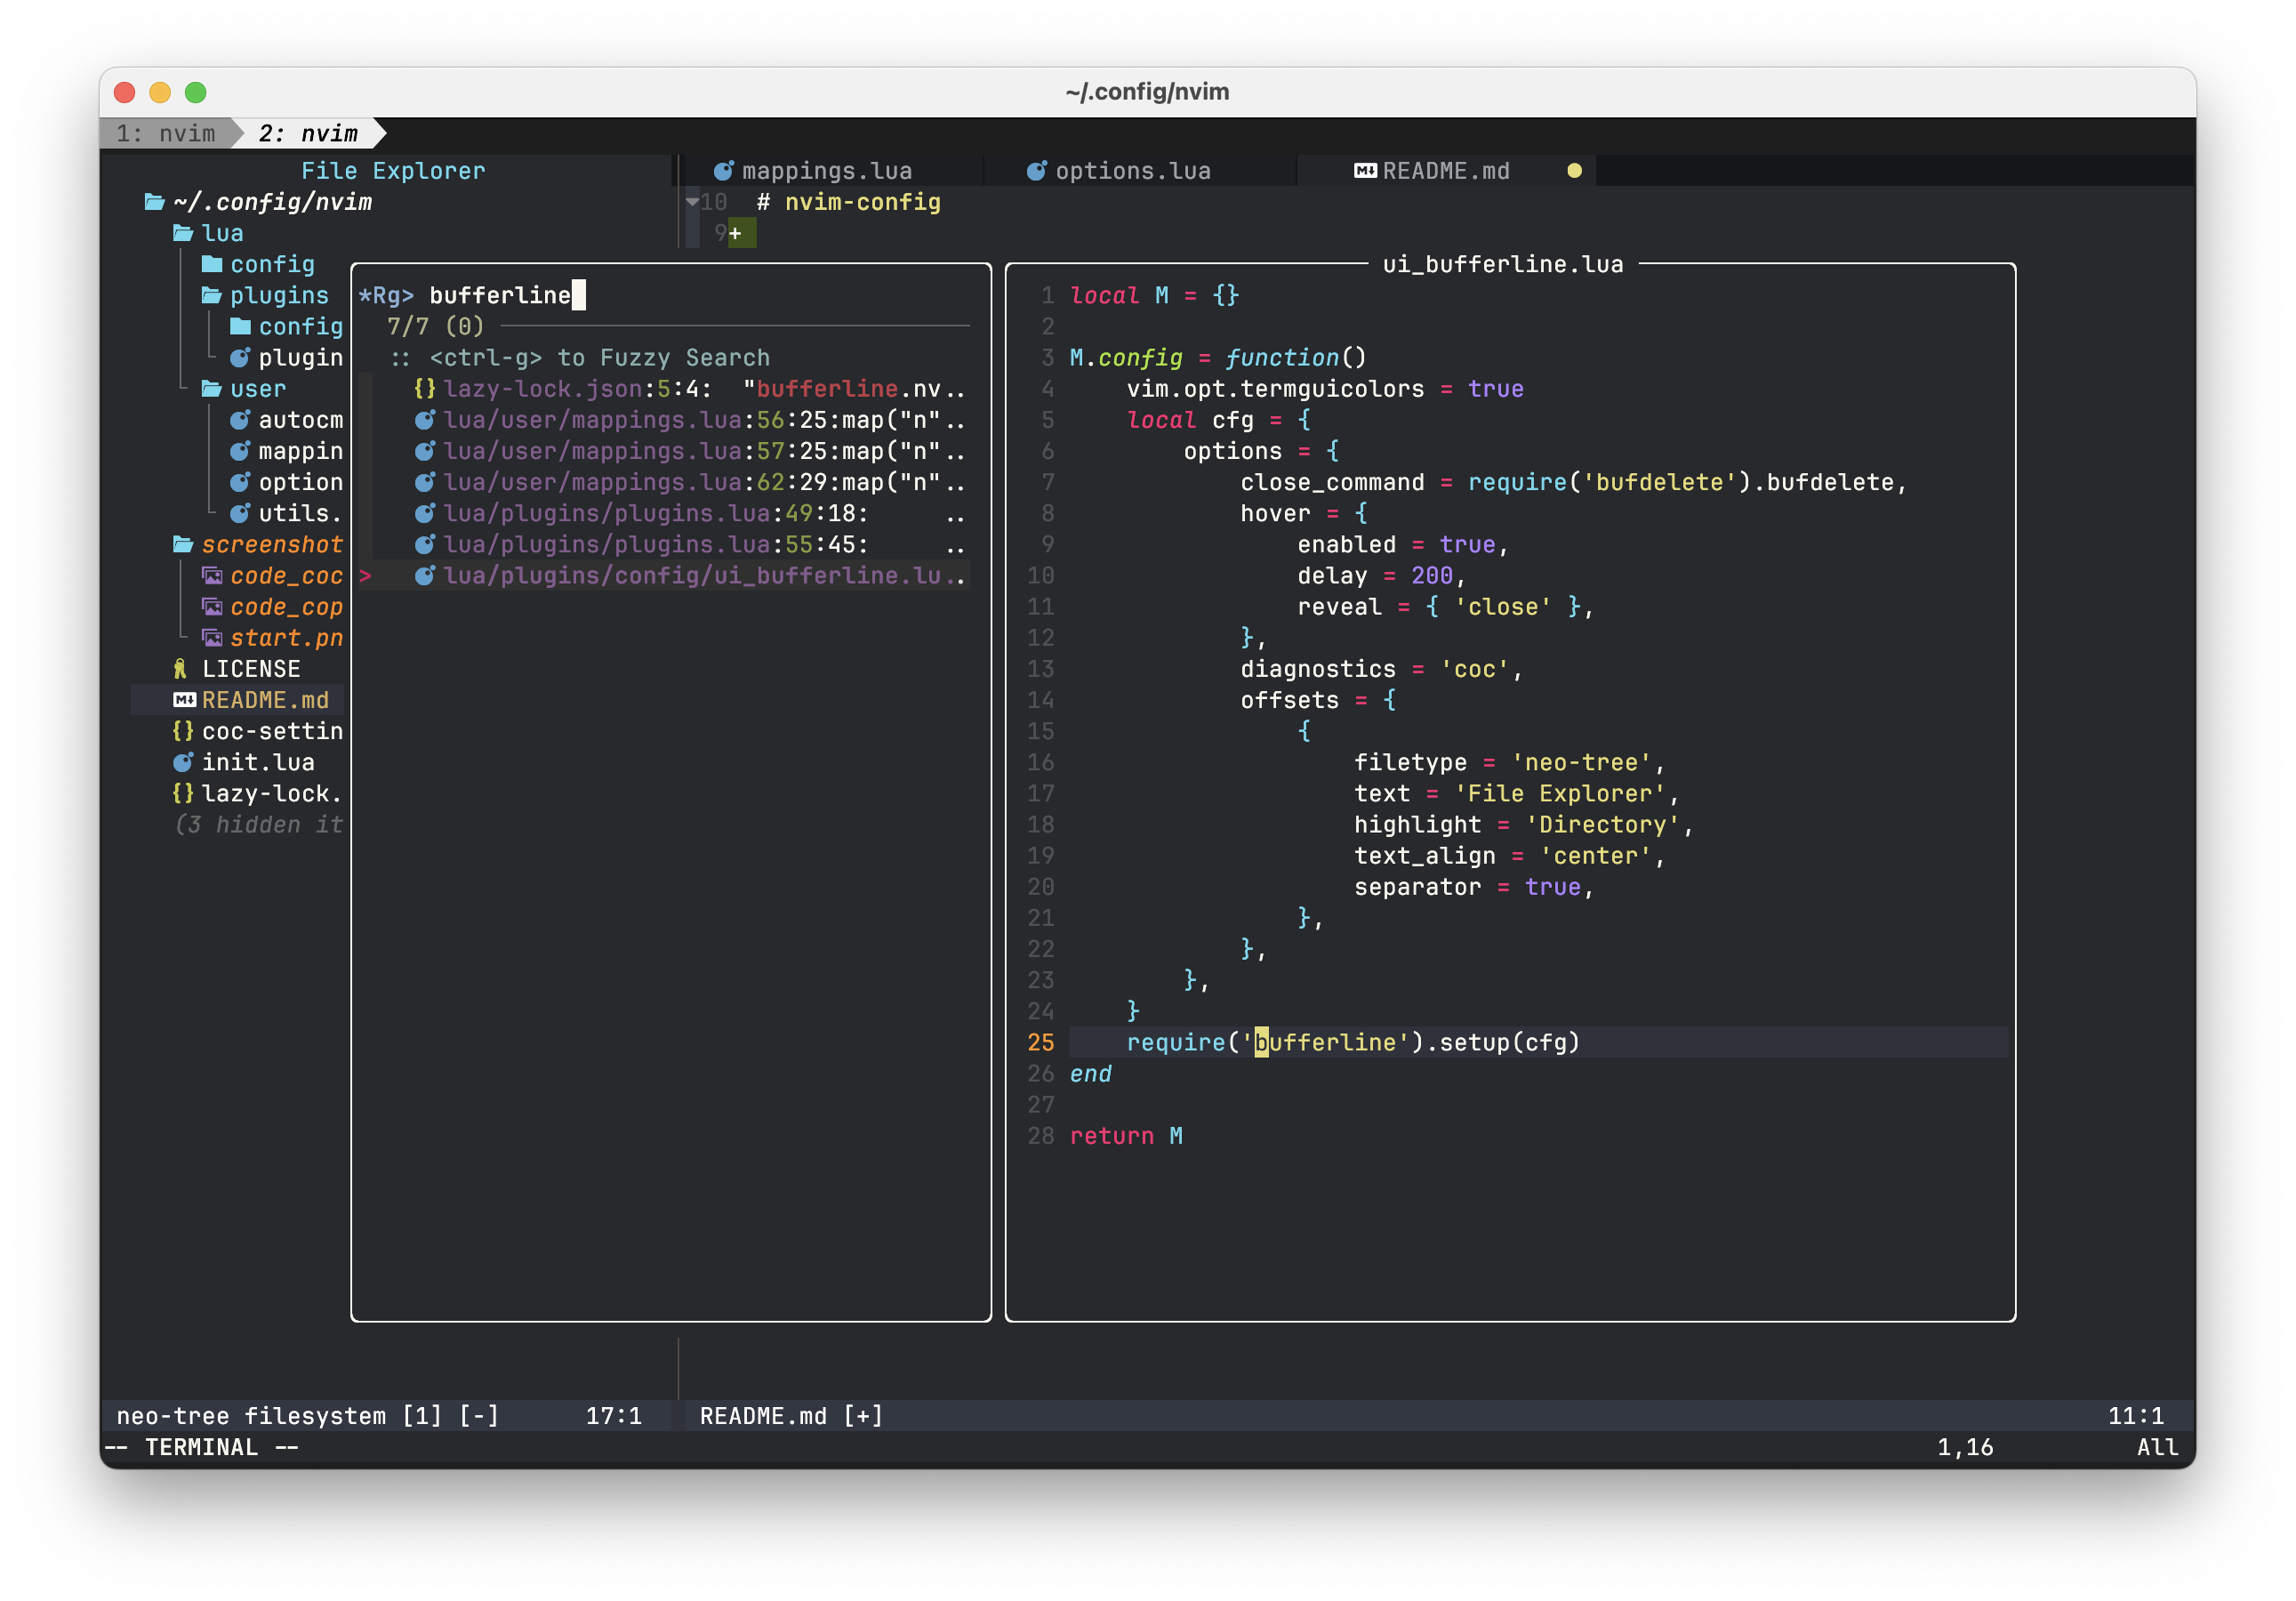 ~/.config/nvim
1: nvim 2: nvim
File Explorer
~/.config/nvim
lua
config
plugins
config
plugin
user
autocm
mappin
option
utils.
screenshot
code_coc
code_cop
start.pn
LICENSE
README.md
coc-settin
init.lua
lazy-lock.
(3 hidden it
mappings.lua options.lua README.md
10 # nvim-config
9+
*Rg> bufferline
7/7 (0)
:: <ctrl-g> to Fuzzy Search
{} lazy-lock.json:5:4: "bufferline.nv..
lua/user/mappings.lua:56:25:map("n"..
lua/user/mappings.lua:57:25:map("n"..
lua/user/mappings.lua:62:29:map("n"..
lua/plugins/plugins.lua:49:18: ..
lua/plugins/plugins.lua:55:45: ..
> lua/plugins/config/ui_bufferline.lu..
ui_bufferline.lua
1 local M = {}
2
3 M.config = function()
4 vim.opt.termguicolors = true
5 local cfg = {
6 options = {
7 close_command = require('bufdelete').bufdelete,
8 hover = {
9 enabled = true,
10 delay = 200,
11 reveal = { 'close' },
12 },
13 diagnostics = 'coc',
14 offsets = {
15 {
16 filetype = 'neo-tree',
17 text = 'File Explorer',
18 highlight = 'Directory',
19 text_align = 'center',
20 separator = true,
21 },
22 },
23 },
24 }
25 require('bufferline').setup(cfg)
26 end
27
28 return M
neo-tree filesystem [1] [-] 17:1 README.md [+] 11:1
-- TERMINAL -- 1,16 All